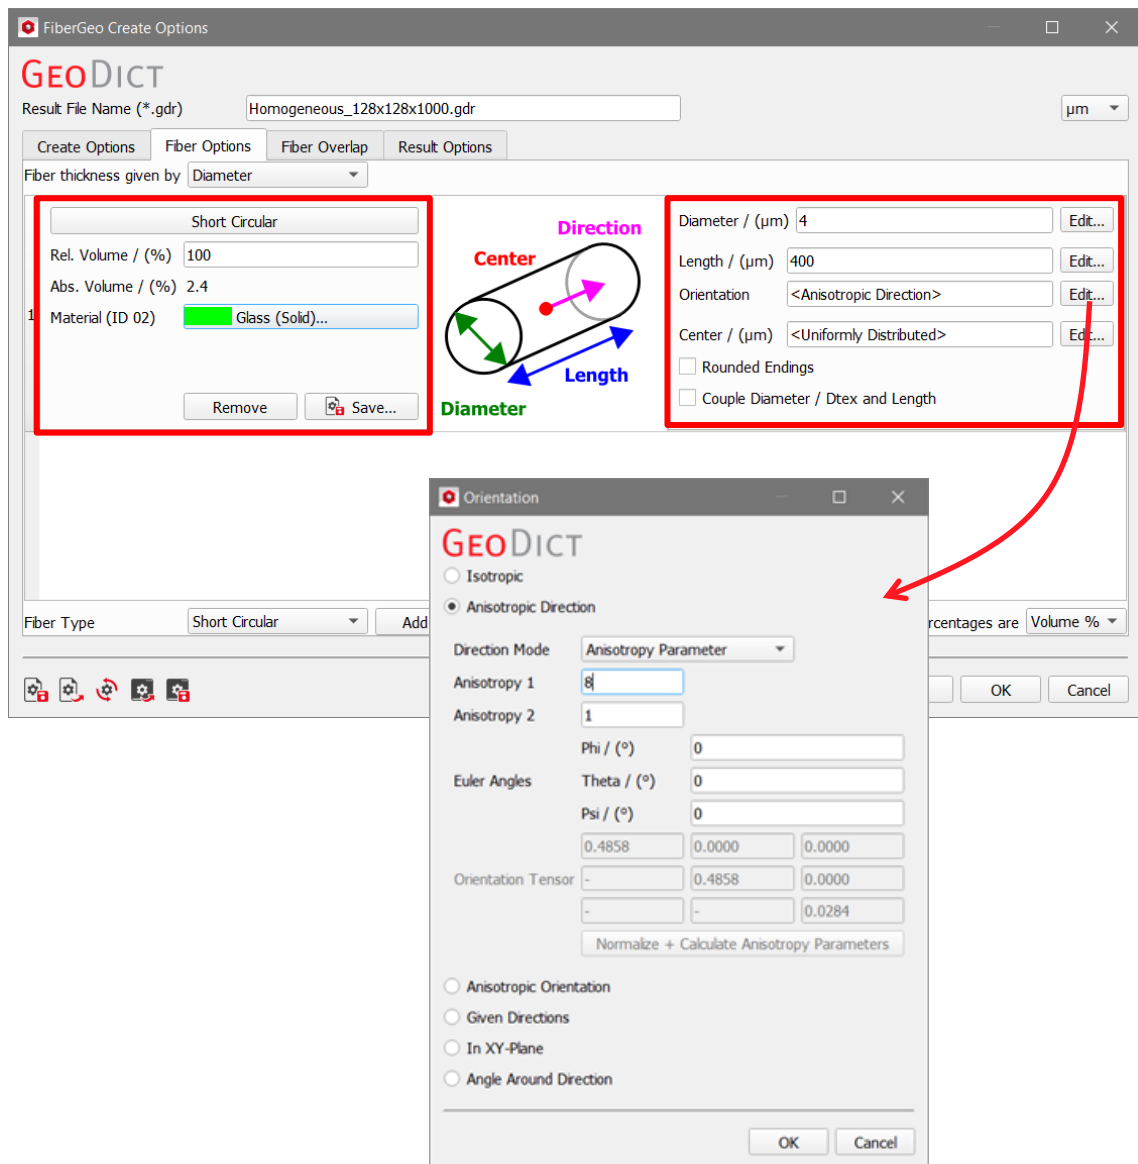 FiberGeo Create Options
GEODICT
Result File Name (*.gdr) Homogeneous_128x128x1000.gdr µm
Create Options Fiber Options Fiber Overlap Result Options
Fiber thickness given by Diameter
Short Circular
Rel. Volume / (%) 100
Abs. Volume / (%) 2.4
1
Material (ID 02) Glass (Solid)...
Remove Save...
Direction
Center
Length
Diameter
Diameter / (µm) 4 Edit...
Length / (µm) 400 Edit...
Orientation <Anisotropic Direction> Edit...
Center / (µm) <Uniformly Distributed> Edit...
Rounded Endings
Couple Diameter / Dtex and Length
Fiber Type Short Circular Add
rcentages are Volume %
OK Cancel
Orientation
GEODICT
Isotropic
Anisotropic Direction
Direction Mode Anisotropy Parameter
Anisotropy 1 8
Anisotropy 2 1
Phi / (°) 0
Euler Angles Theta / (°) 0
Psi / (°) 0
0.4858 0.0000 0.0000
Orientation Tensor - 0.4858 0.0000
- - 0.0284
Normalize + Calculate Anisotropy Parameters
Anisotropic Orientation
Given Directions
In XY-Plane
Angle Around Direction
OK Cancel